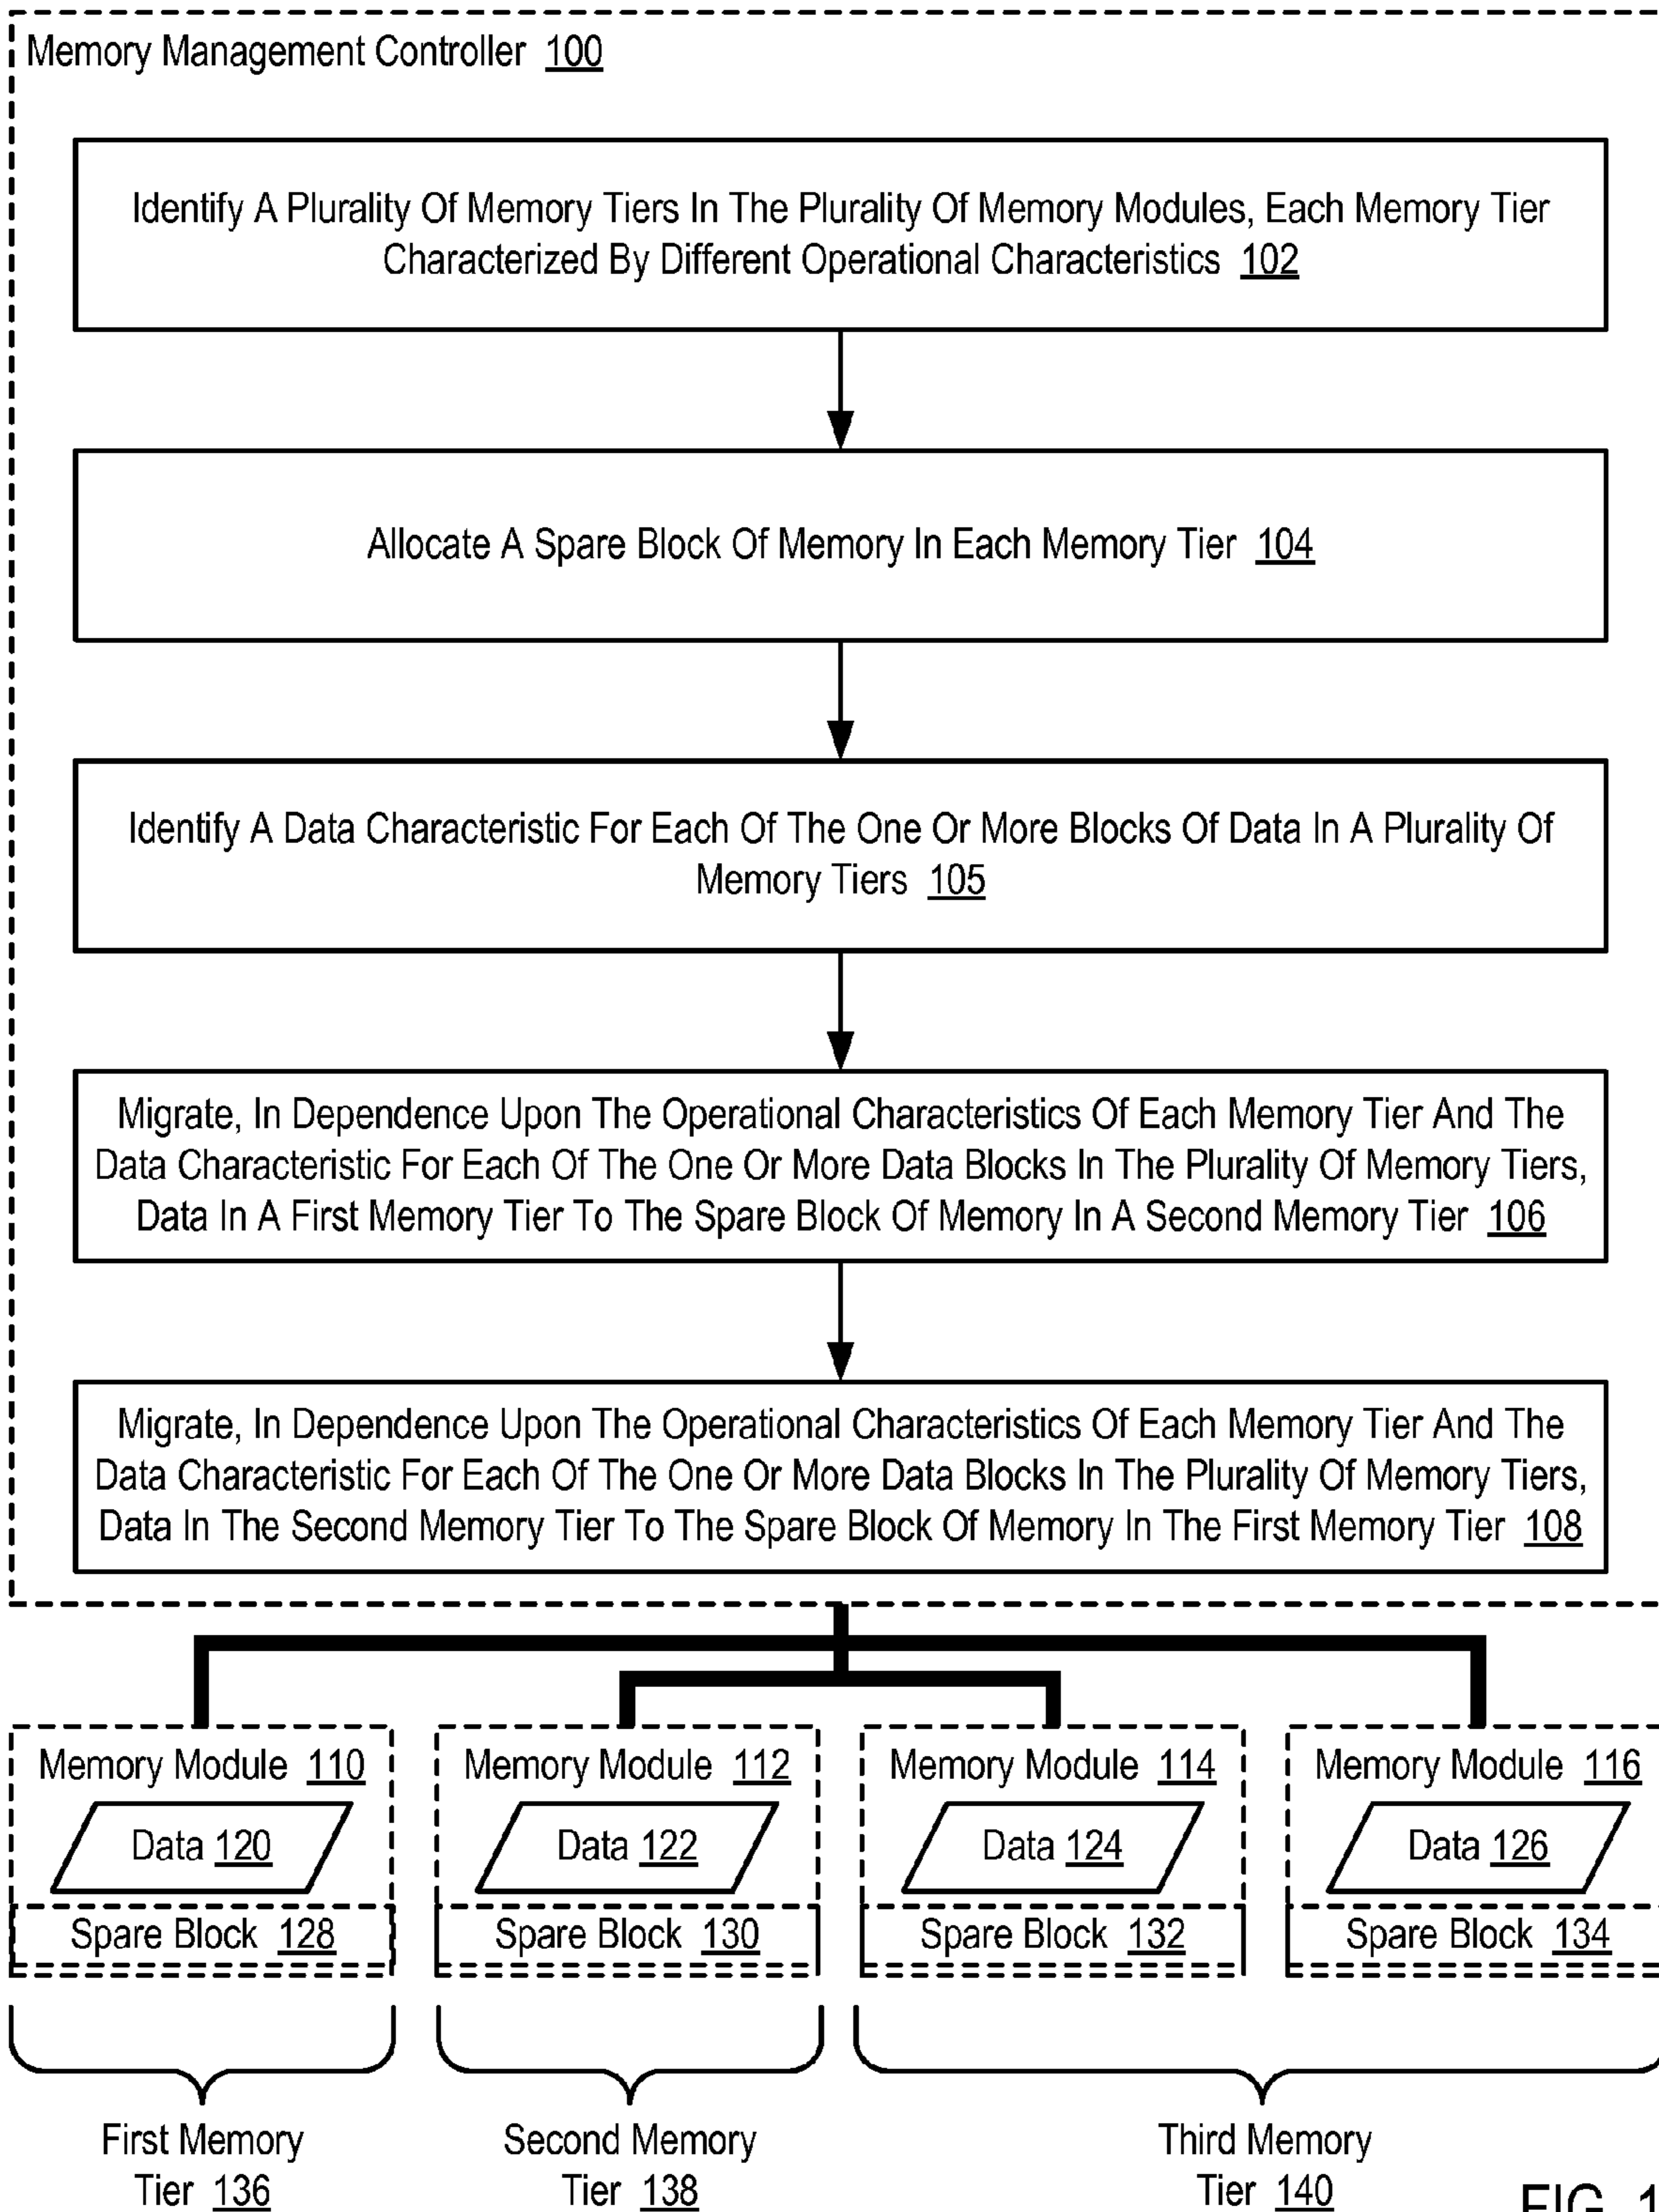 Memory Management Controller 100
Identify A Plurality Of Memory Tiers In The Plurality Of Memory Modules, Each Memory Tier
Characterized By Different Operational Characteristics 102
Allocate A Spare Block Of Memory In Each Memory Tier 104
Identify A Data Characteristic For Each Of The One Or More Blocks Of Data In A Plurality Of
Memory Tiers 105
Migrate, In Dependence Upon The Operational Characteristics Of Each Memory Tier And The
Data Characteristic For Each Of The One Or More Data Blocks In The Plurality Of Memory Tiers,
Data In A First Memory Tier To The Spare Block Of Memory In A Second Memory Tier 106
Migrate, In Dependence Upon The Operational Characteristics Of Each Memory Tier And The
Data Characteristic For Each Of The One Or More Data Blocks In The Plurality Of Memory Tiers,
Data In The Second Memory Tier To The Spare Block Of Memory In The First Memory Tier 108
Memory Module 110
Data 120
Spare Block 128
Memory Module 112
Data 122
Spare Block 130
Memory Module 114
Data 124
Spare Block 132
Memory Module 116
Data 126
Spare Block 134
First Memory
Tier 136
Second Memory
Tier 138
Third Memory
Tier 140
FIG. 1